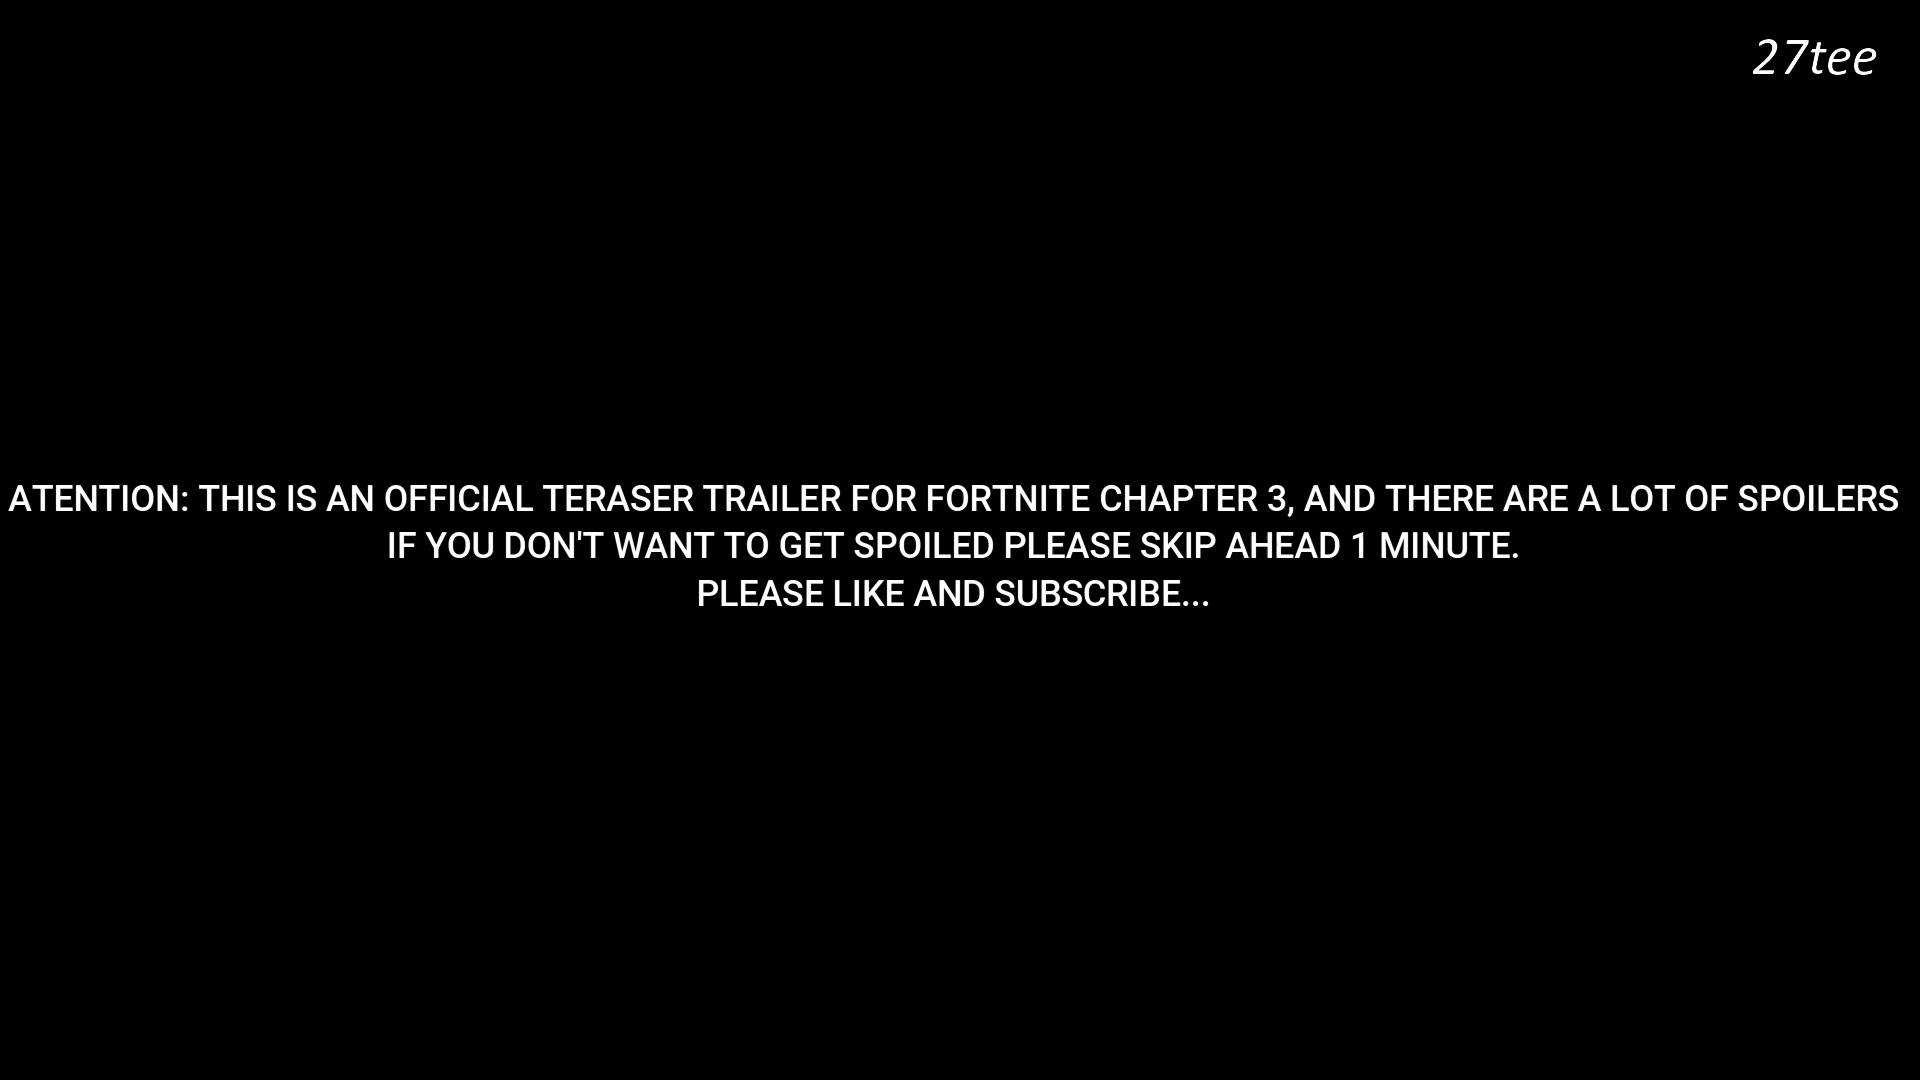 27tee
ATENTION: THIS IS AN OFFICIAL TERASER TRAILER FOR FORTNITE CHAPTER 3, AND THERE ARE A LOT OF SPOILERS
IF YOU DON'T WANT TO GET SPOILED PLEASE SKIP AHEAD 1 MINUTE.
PLEASE LIKE AND SUBSCRIBE...